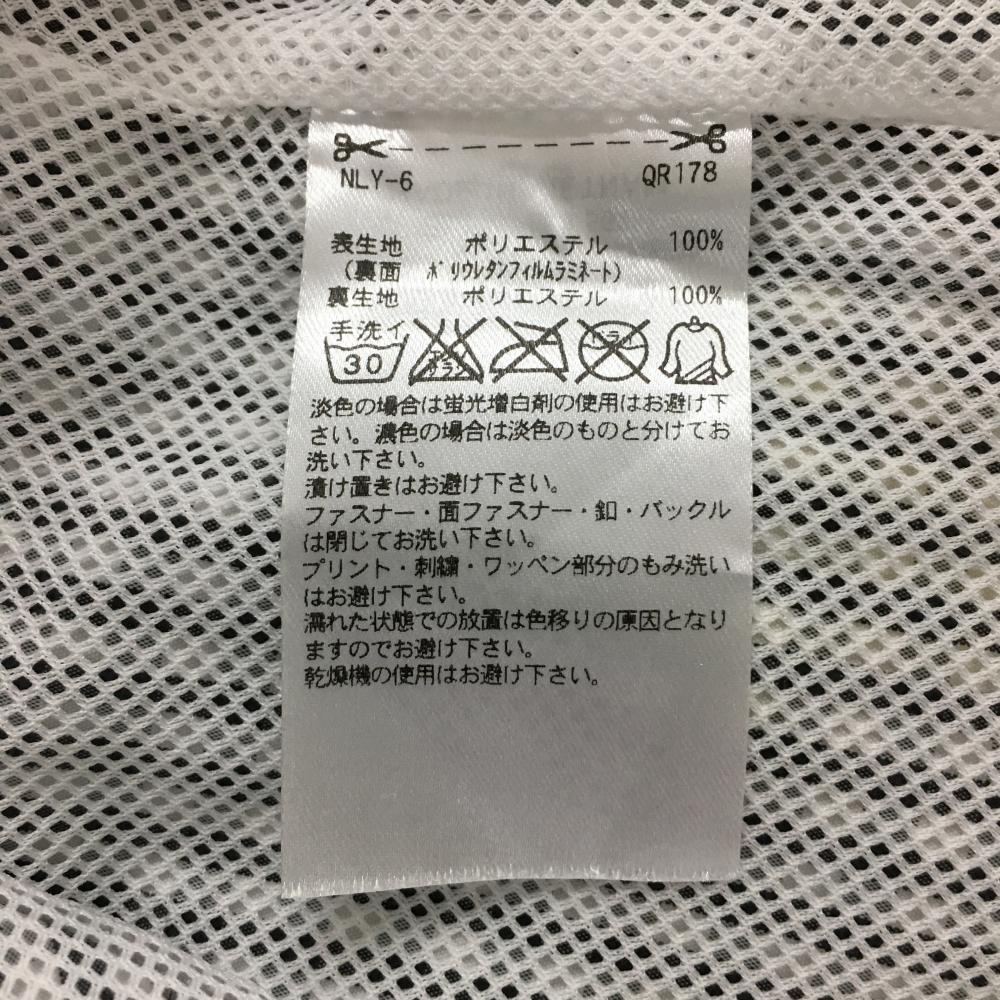 NLY-6 QR178
表生地 ポリエステル 100%
(裏面 ポリウレタンフィルムラミネート)
裏生地 ポリエステル 100%
手洗イ
30
エンソ
サラシ
ドライ
淡色の場合は蛍光増白剤の使用はお避け下
さい。濃色の場合は淡色のものと分けてお
洗い下さい。
漬け置きはお避け下さい。
ファスナー・面ファスナー・釦・バックル
は閉じてお洗い下さい。
プリント・刺繍・ワッペン部分のもみ洗い
はお避け下さい。
濡れた状態での放置は色移りの原因となり
ますのでお避け下さい。
乾燥機の使用はお避け下さい。